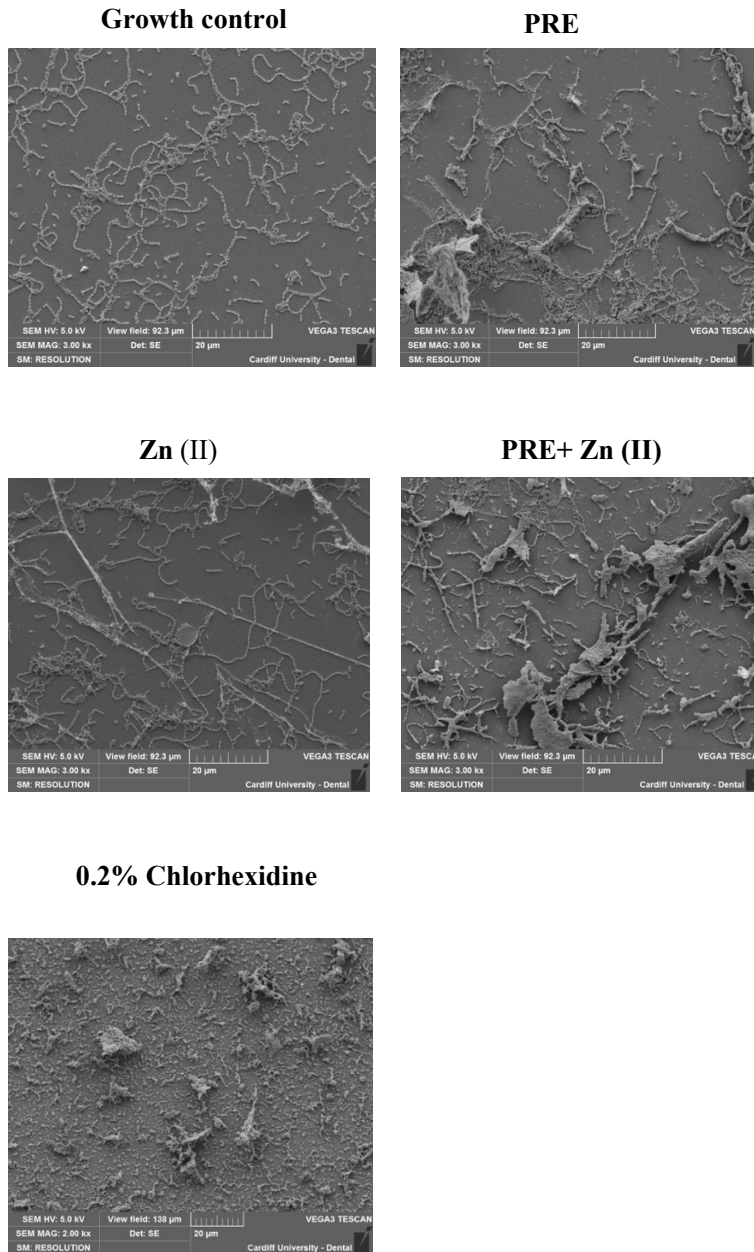 Growth control
PRE
SEM HV: 5.0 kV View field: 92.3 µm VEGA3 TESCAN
SEM MAG: 3.00 kx Det: SE 20 µm
SM: RESOLUTION Cardiff University - Dental
SEM HV: 5.0 kV View field: 92.3 µm VEGA3 TESCAN
SEM MAG: 3.00 kx Det: SE 20 µm
SM: RESOLUTION Cardiff University - Dental
Zn (II)
PRE+ Zn (II)
SEM HV: 5.0 kV View field: 92.3 µm VEGA3 TESCAN
SEM MAG: 3.00 kx Det: SE 20 µm
SM: RESOLUTION Cardiff University - Dental
SEM HV: 5.0 kV View field: 92.3 µm VEGA3 TESCA
SEM MAG: 3.00 kx Det: SE 20 µm
SM: RESOLUTION Cardiff University - Dental
0.2% Chlorhexidine
SEM HV: 5.0 kV View field: 138 µm VEGA3 TESCAN
SEM MAG: 2.00 kx Det: SE 20 µm
SM: RESOLUTION Cardiff University - Dental